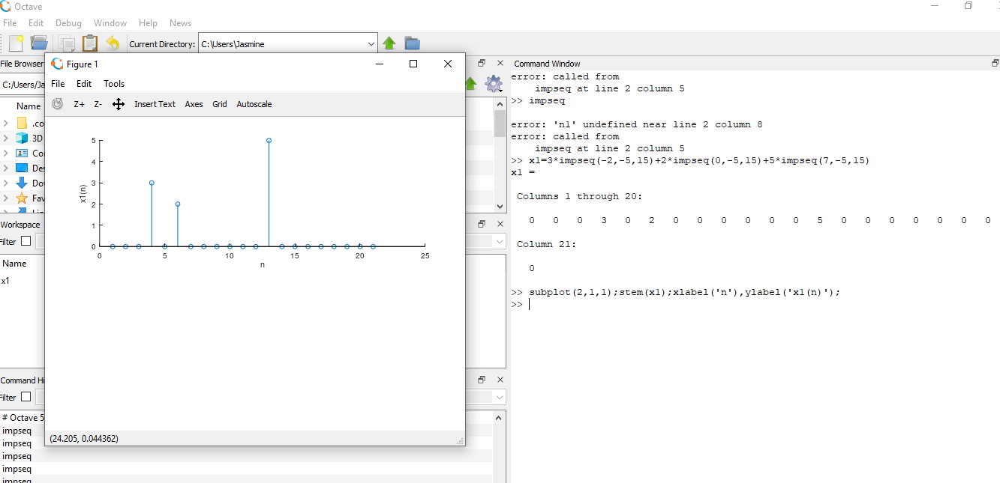 Octave
File Edit Debug Window Help News
Current Directory: C:\Users\Jasmine
File Browser
C:/Users/Ja
Name
.co
3D
Co
Des
Do
Fav
Workspace
Filter
Name
x1
Command Hi
Filter
# Octave 5
impseq
impseq
impseq
impseq
impseq
Figure 1
File Edit Tools
Z+ Z- Insert Text Axes Grid Autoscale
5
4
3
2
1
0
x1(n)
0 5 10 15 20 25
n
(24.205, 0.044362)
Command Window
error: called from
impseq at line 2 column 5
>> impseq
error: 'n1' undefined near line 2 column 8
error: called from
impseq at line 2 column 5
>> x1=3*impseq(-2,-5,15)+2*impseq(0,-5,15)+5*impseq(7,-5,15)
x1 =
Columns 1 through 20:
0 0 0 3 0 2 0 0 0 0 0 0 5 0 0 0 0 0 0 0
Column 21:
0
>> subplot(2,1,1);stem(x1);xlabel('n'),ylabel('x1(n)');
>>